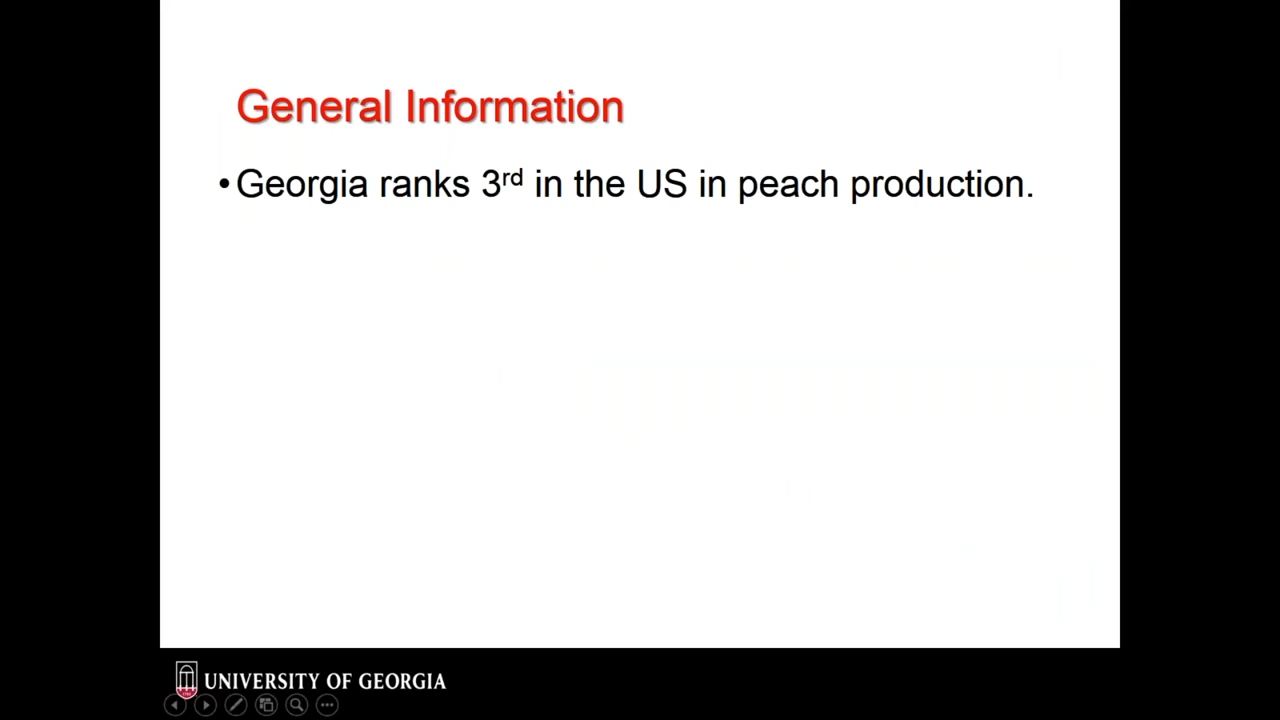 General Information
•Georgia ranks 3rd in the US in peach production.
UNIVERSITY OF GEORGIA